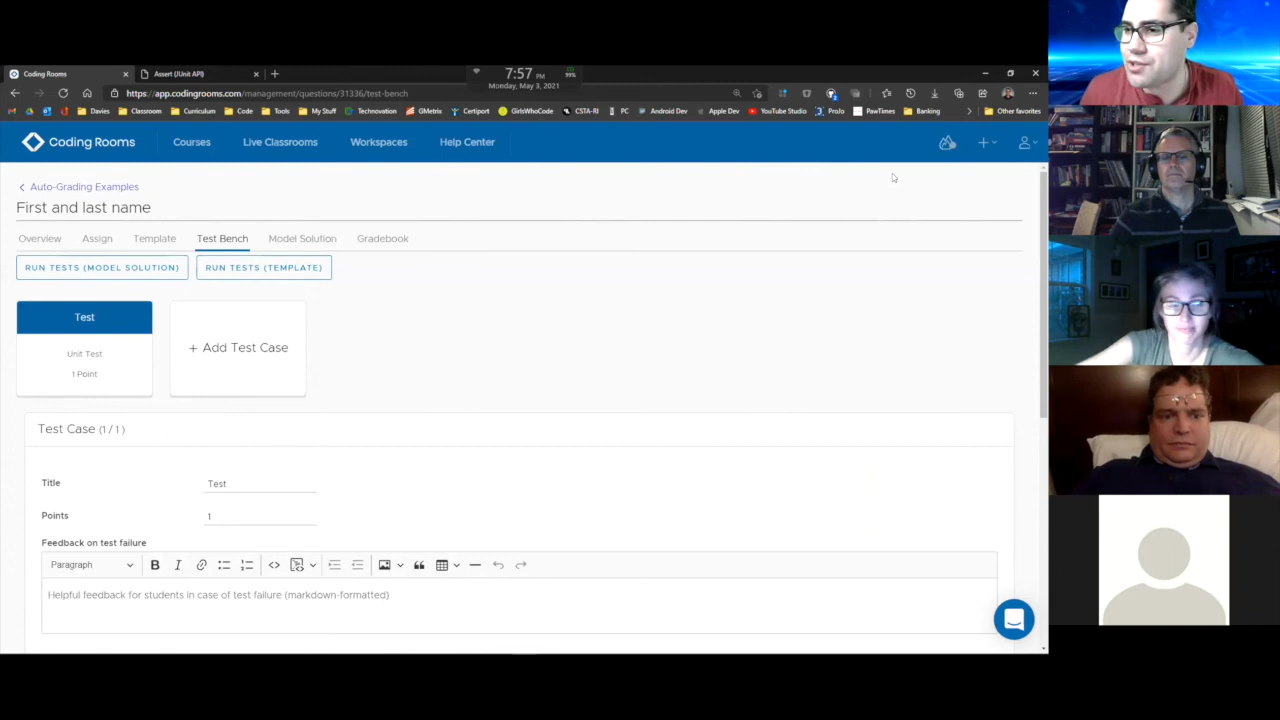 Coding Rooms
Assert (JUnit API)
7:57 PM
99%
Monday, May 3, 2021
https://app.codingrooms.com/management/questions/31336/test-bench
Davies Classroom Curriculum Code Tools My Stuff Technovation GMetrix Certiport GirlsWhoCode CSTA-RI PC Android Dev Apple Dev YouTube Studio ProJo PawTimes Banking Other favorites
Coding Rooms Courses Live Classrooms Workspaces Help Center
Auto-Grading Examples
First and last name
Overview Assign Template Test Bench Model Solution Gradebook
RUN TESTS (MODEL SOLUTION) RUN TESTS (TEMPLATE)
Test
Unit Test
1 Point
+ Add Test Case
Test Case (1 / 1)
Title Test
Points 1
Feedback on test failure
Paragraph
Helpful feedback for students in case of test failure (markdown-formatted)